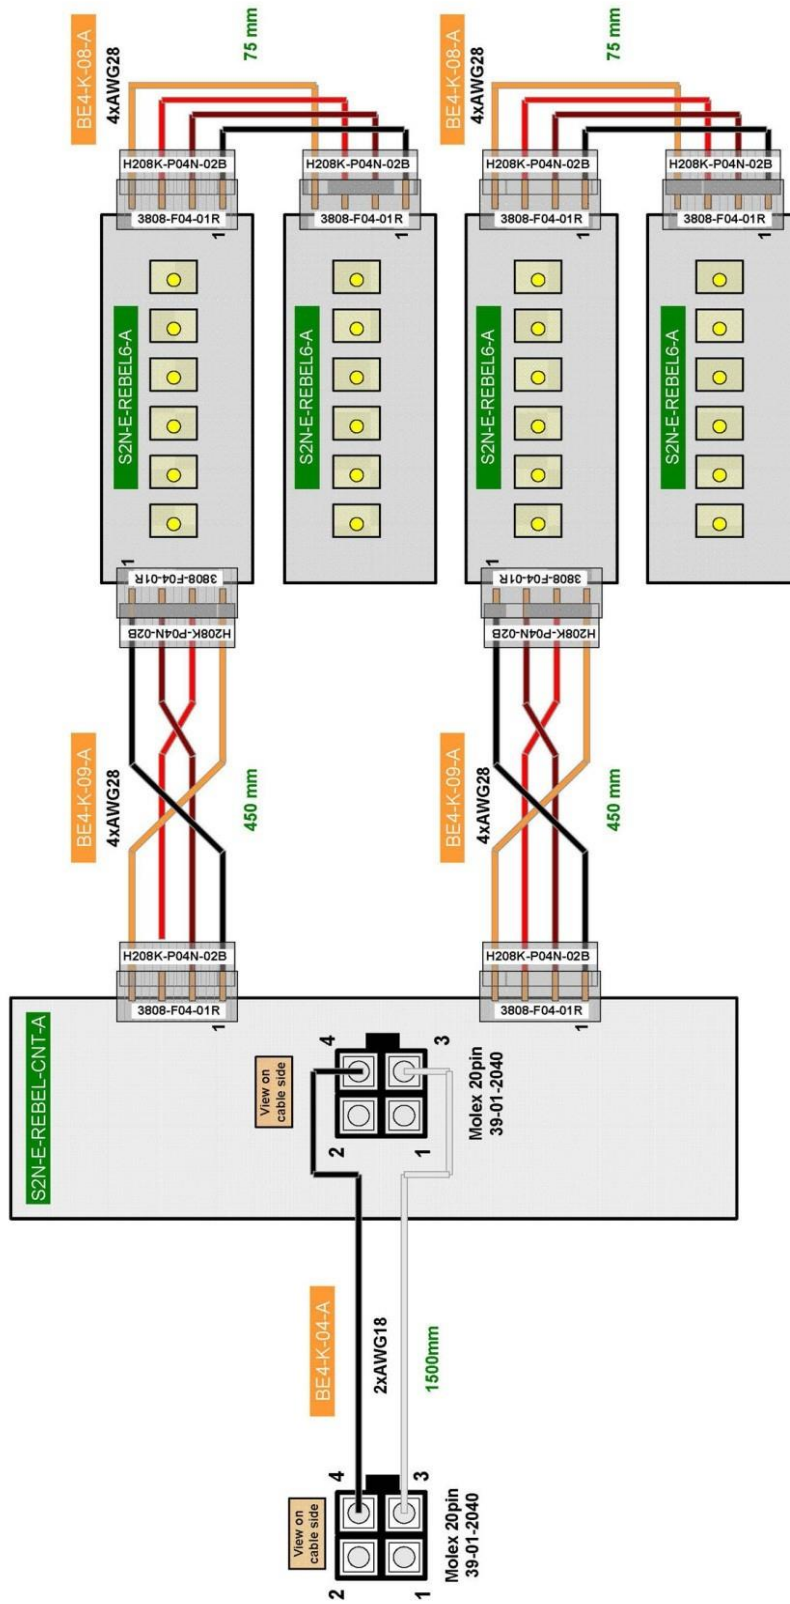 BE4-K-08-A
4xAWG28
75 mm
BE4-K-08-A
4xAWG28
75 mm
H208K-P04N-02B
H208K-P04N-02B
H208K-P04N-02B
H208K-P04N-02B
3808-F04-01R
1
3808-F04-01R
1
3808-F04-01R
1
3808-F04-01R
1
S2N-E-REBEL6-A
S2N-E-REBEL6-A
S2N-E-REBEL6-A
S2N-E-REBEL6-A
1
3808-F04-01R
H208K-P04N-02B
1
3808-F04-01R
H208K-P04N-02B
BE4-K-09-A
4xAWG28
450 mm
BE4-K-09-A
4xAWG28
450 mm
H208K-P04N-02B
3808-F04-01R
1
H208K-P04N-02B
3808-F04-01R
1
S2N-E-REBEL-CNT-A
View on
cable side
4
3
2
1
Molex 20pin
39-01-2040
BE4-K-04-A
2xAWG18
1500mm
View on
cable side
4
3
2
1
Molex 20pin
39-01-2040